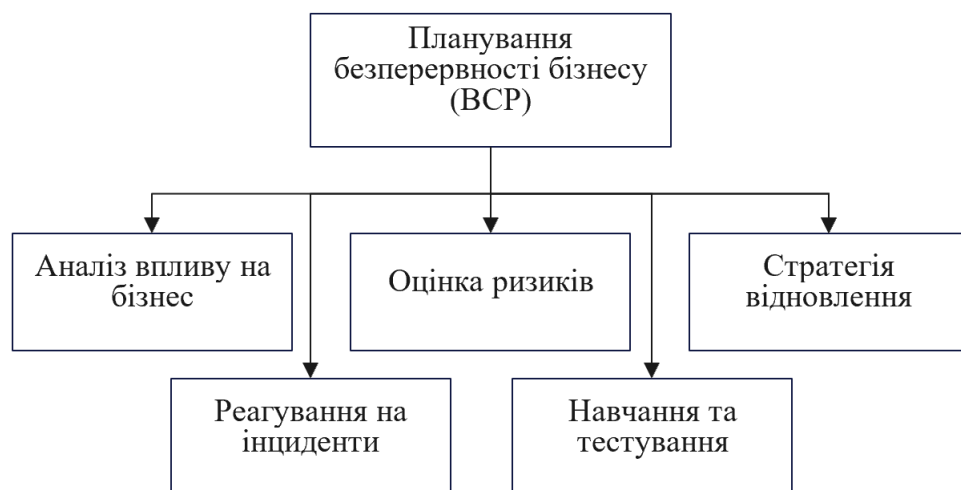 Планування
безперервності бізнесу
(BCP)
Аналіз впливу на
бізнес
Оцінка ризиків
Стратегія
відновлення
Реагування на
інциденти
Навчання та
тестування